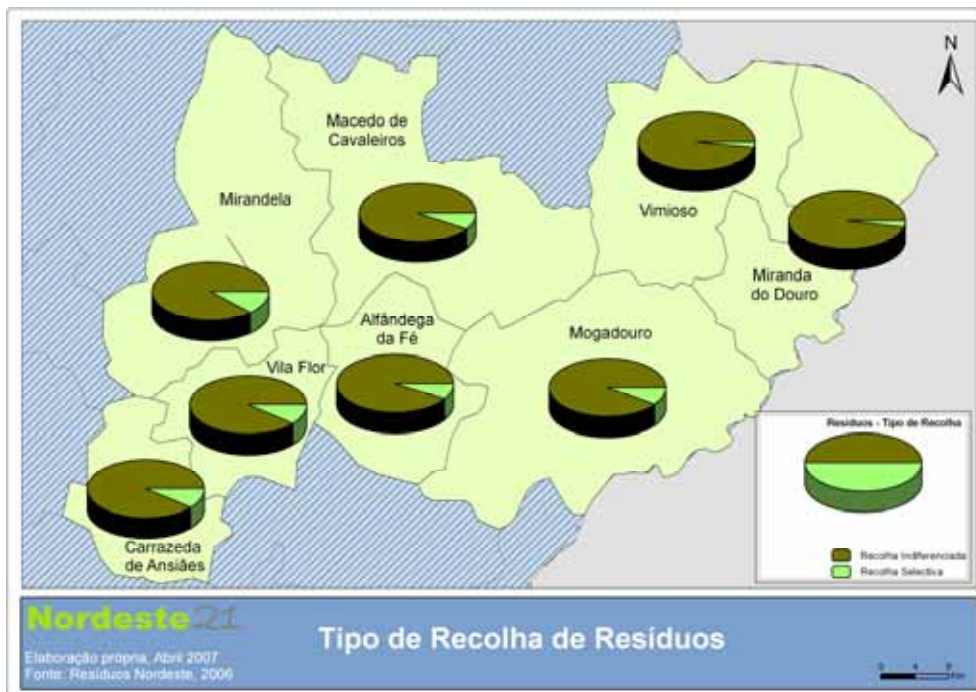 N
Macedo de
Cavaleiros
Mirandela
Vimioso
Miranda
do Douro
Alfândega
da Fé
Mogadouro
Vila Flor
Carrazeda
de Ansiães
Resíduos - Tipo de Recolha
Recolha Indiferenciada
Recolha Selectiva
Nordeste21
Tipo de Recolha de Resíduos
Elaboração própria, Abril 2007
Fonte: Resíduos Nordeste, 2006